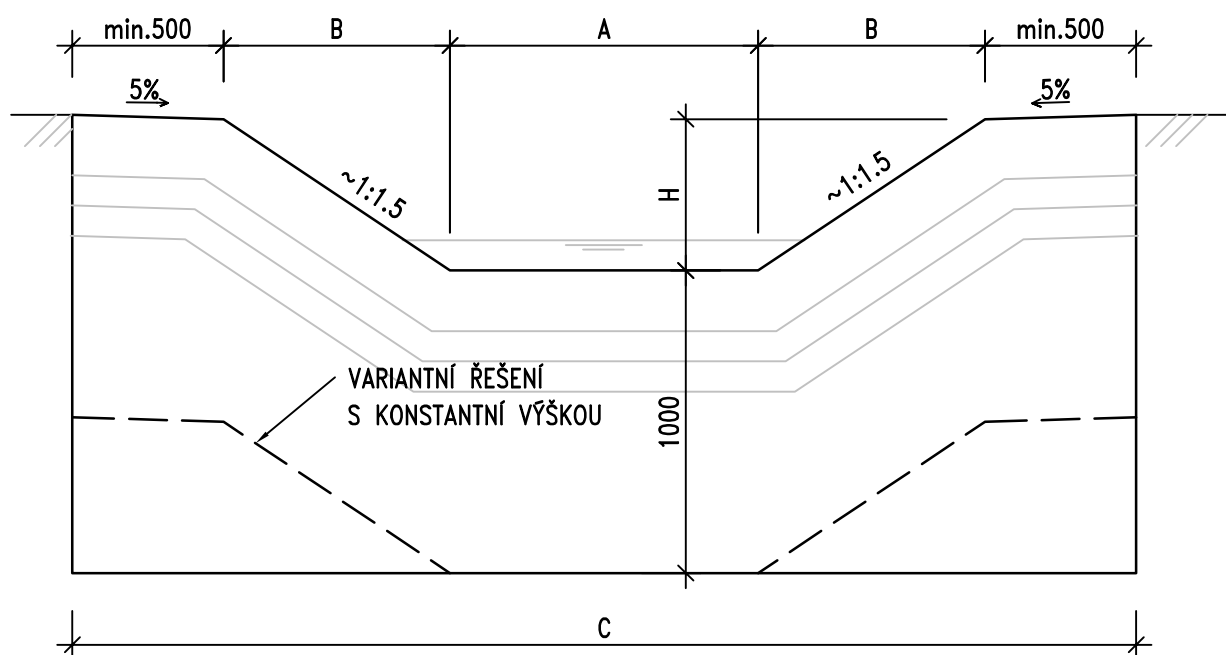 min.500 B A B min.500
5% 5%
~1:1.5 H ~1:1.5
VARIANTNÍ ŘEŠENÍ
S KONSTANTNÍ VÝŠKOU
1000
C